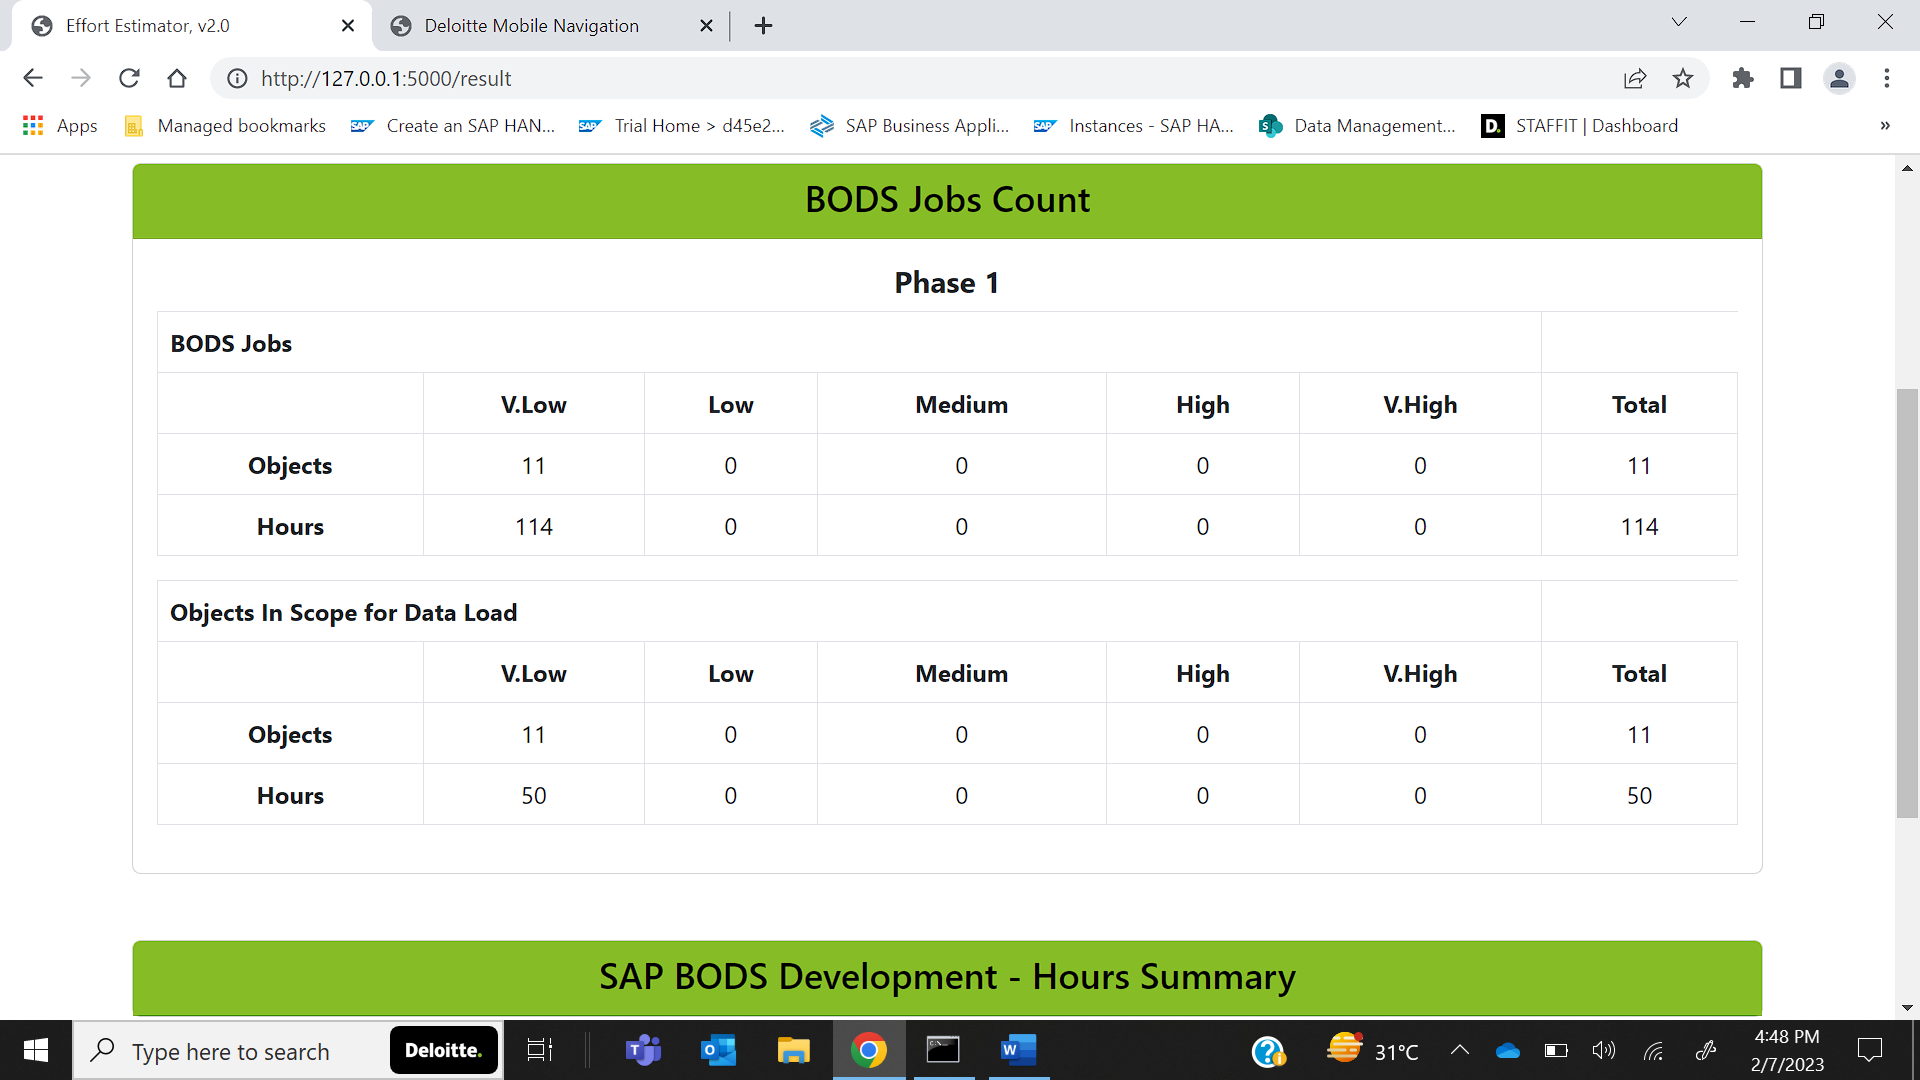 Effort Estimator, v2.0
Deloitte Mobile Navigation
http://127.0.0.1:5000/result
Apps
Managed bookmarks
Create an SAP HAN...
Trial Home > d45e2...
SAP Business Appli...
Instances - SAP HA...
Data Management...
STAFFIT | Dashboard
BODS Jobs Count
Phase 1
BODS Jobs
V.Low Low Medium High V.High Total
Objects 11 0 0 0 0 11
Hours 114 0 0 0 0 114
Objects In Scope for Data Load
V.Low Low Medium High V.High Total
Objects 11 0 0 0 0 11
Hours 50 0 0 0 0 50
SAP BODS Development - Hours Summary
Type here to search
Deloitte.
31°C
4:48 PM
2/7/2023